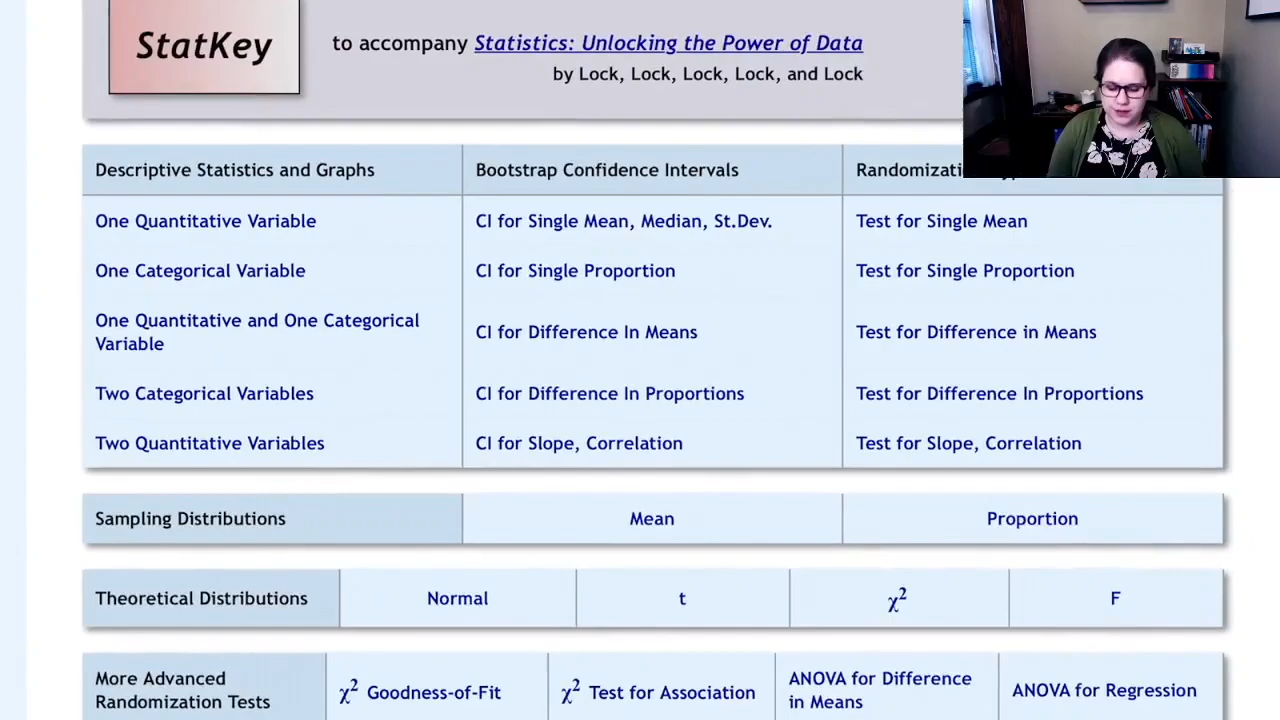 StatKey
to accompany Statistics: Unlocking the Power of Data
by Lock, Lock, Lock, Lock, and Lock
Descriptive Statistics and Graphs
Bootstrap Confidence Intervals
One Quantitative Variable
CI for Single Mean, Median, St.Dev.
Test for Single Mean
One Categorical Variable
CI for Single Proportion
Test for Single Proportion
One Quantitative and One Categorical
Variable
CI for Difference In Means
Test for Difference in Means
Two Categorical Variables
CI for Difference In Proportions
Test for Difference In Proportions
Two Quantitative Variables
CI for Slope, Correlation
Test for Slope, Correlation
Sampling Distributions
Mean
Proportion
Theoretical Distributions
Normal
t
χ²
F
More Advanced
Randomization Tests
χ² Goodness-of-Fit
χ² Test for Association
ANOVA for Difference
in Means
ANOVA for Regression